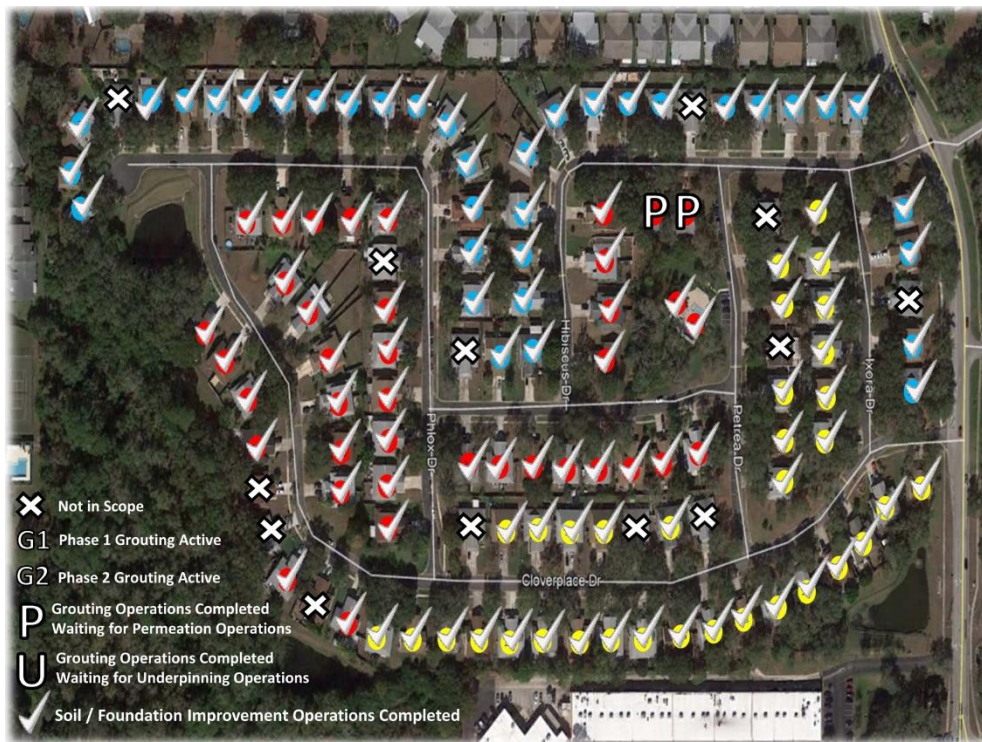 P P
Hibiscus Dr
Ixora Dr
Phlox Dr
Petrea Dr
Cloverplace Dr
Not in Scope
G1 Phase 1 Grouting Active
G2 Phase 2 Grouting Active
P Grouting Operations Completed
Waiting for Permeation Operations
U Grouting Operations Completed
Waiting for Underpinning Operations
Soil / Foundation Improvement Operations Completed